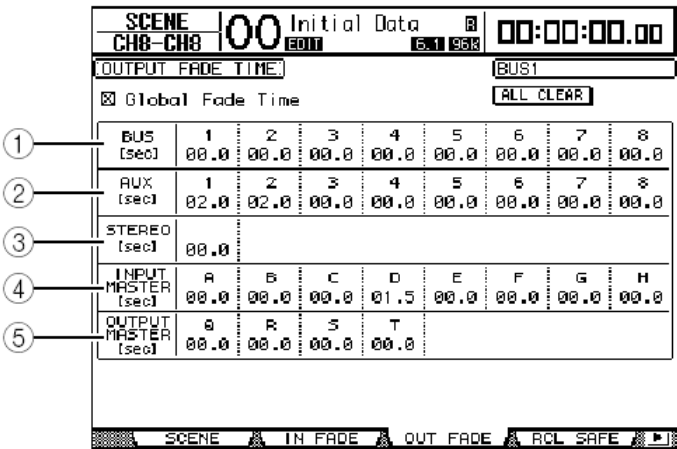 SCENE 00 Initial Data R 00:00:00.00
CH8-CH8 EDIT 6.1 96k
OUTPUT FADE TIME BUS1
☒ Global Fade Time ALL CLEAR
① BUS [sec] 1 2 3 4 5 6 7 8
00.0 00.0 00.0 00.0 00.0 00.0 00.0 00.0
② AUX [sec] 1 2 3 4 5 6 7 8
02.0 02.0 00.0 00.0 00.0 00.0 00.0 00.0
③ STEREO [sec]
00.0
④ INPUT MASTER [sec] A B C D E F G H
00.0 00.0 00.0 01.5 00.0 00.0 00.0 00.0
⑤ OUTPUT MASTER [sec] Q R S T
00.0 00.0 00.0 00.0
SCENE IN FADE OUT FADE RCL SAFE